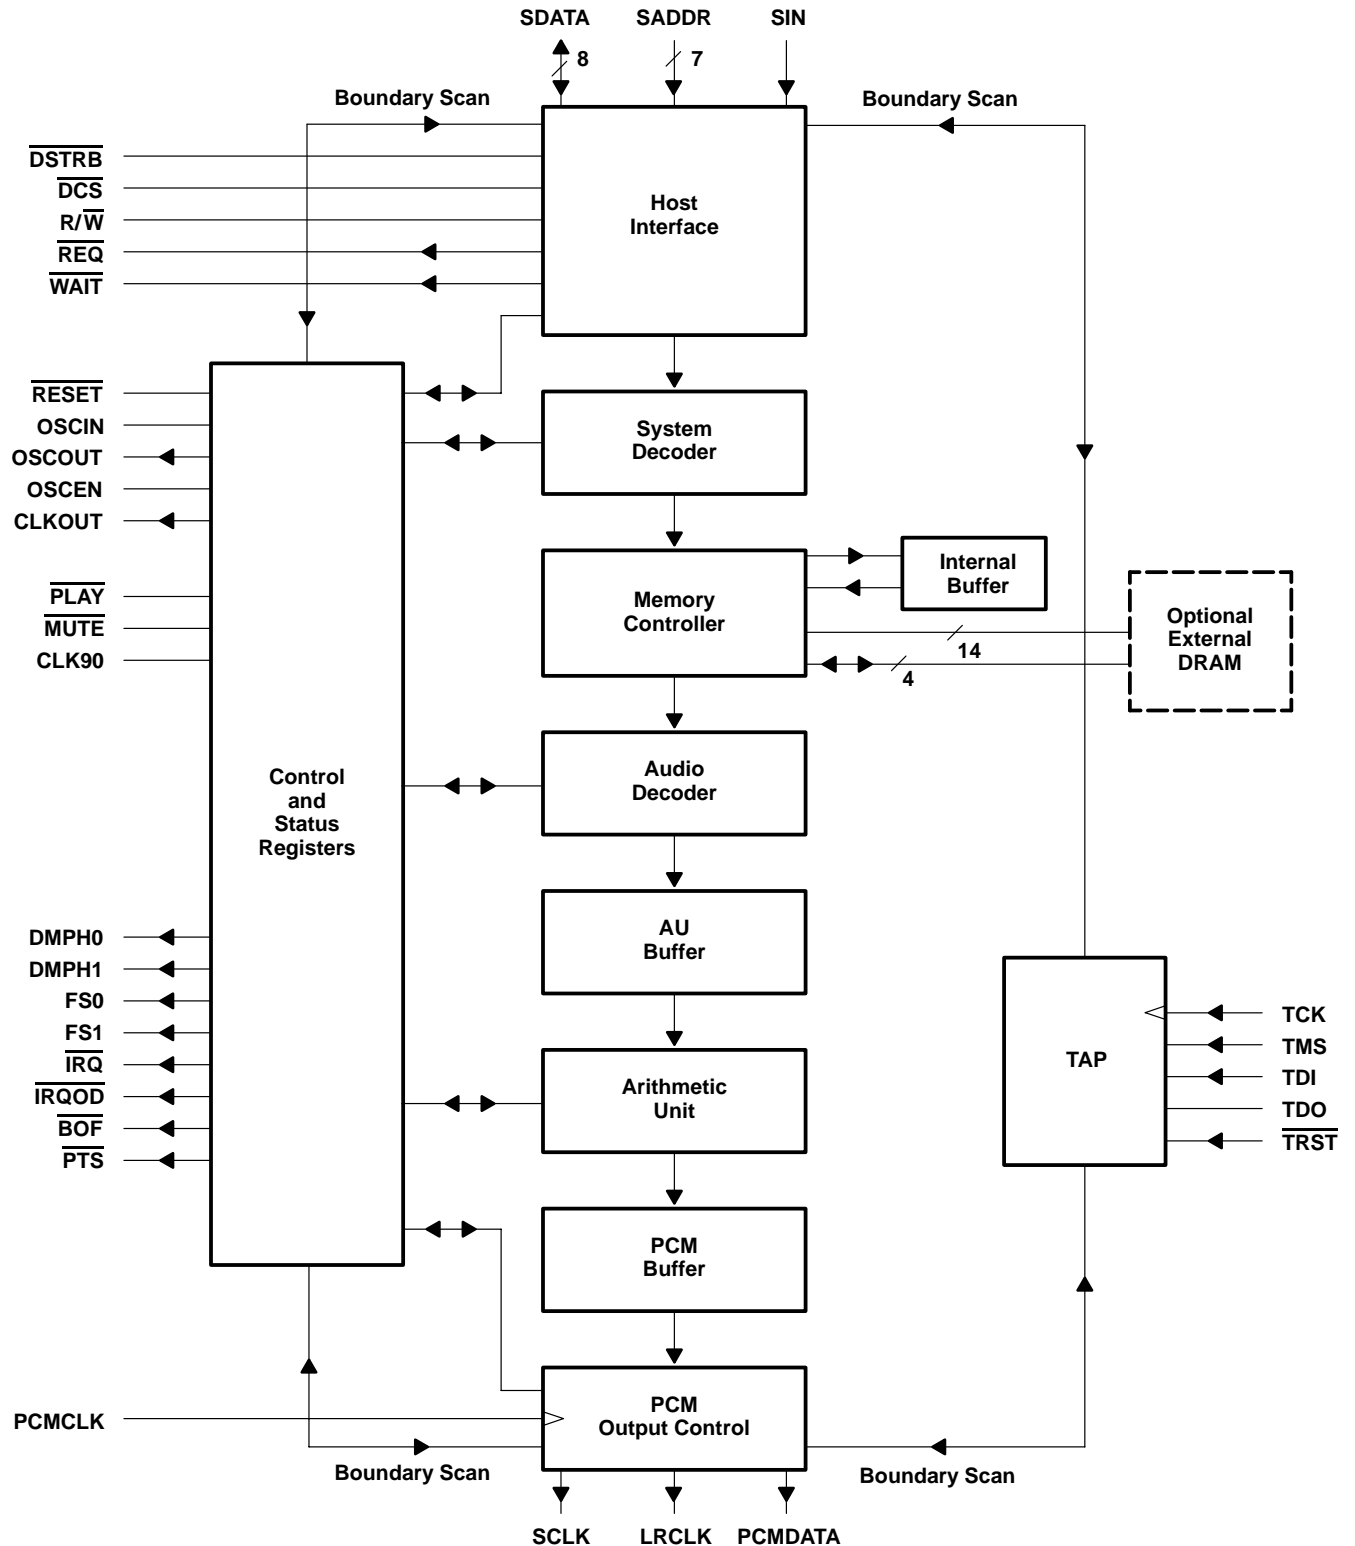 SDATA SADDR SIN
8 7
Boundary Scan Boundary Scan
DSTRB
DCS
R/W
REQ
WAIT
Host
Interface
RESET
OSCIN
OSCOUT
OSCEN
CLKOUT
System
Decoder
PLAY
MUTE
CLK90
Memory
Controller
Internal
Buffer
14
4
Optional
External
DRAM
Control
and
Status
Registers
Audio
Decoder
AU
Buffer
DMPH0
DMPH1
FS0
FS1
IRQ
IRQOD
BOF
PTS
Arithmetic
Unit
TAP
TCK
TMS
TDI
TDO
TRST
PCM
Buffer
PCMCLK
PCM
Output Control
Boundary Scan Boundary Scan
SCLK LRCLK PCMDATA